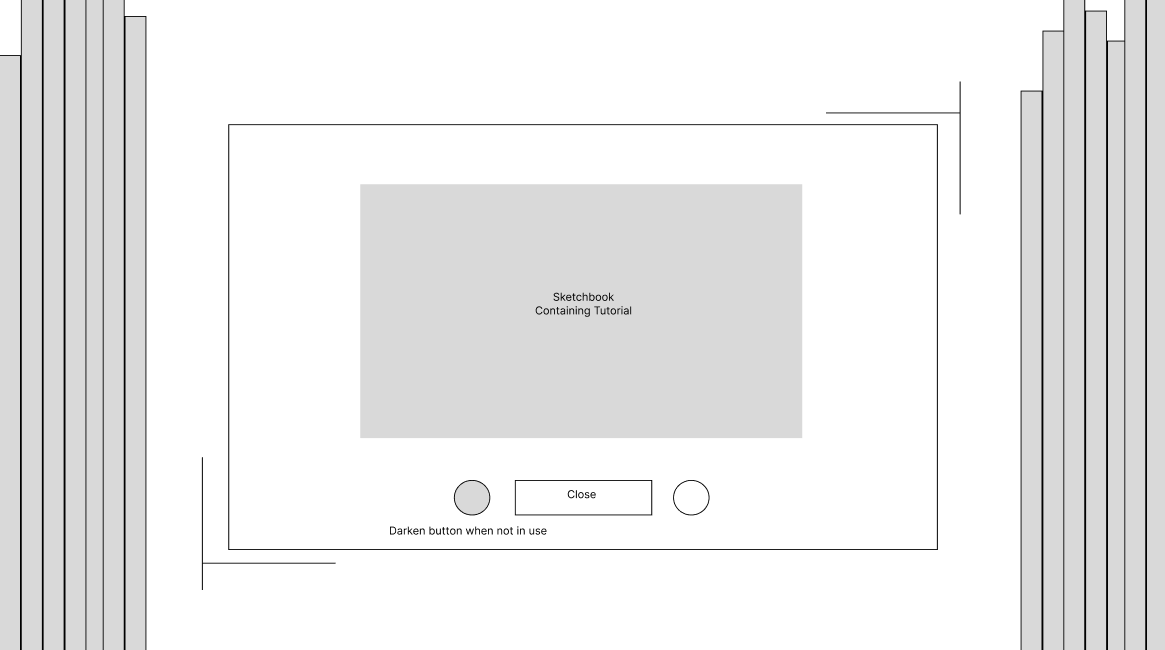 Sketchbook
Containing Tutorial
Close
Darken button when not in use